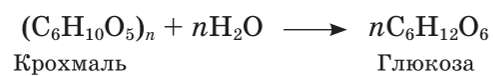 (C₆H₁₀O₅)ₙ + nH₂O ⟶ nC₆H₁₂O₆
Крохмаль Глюкоза